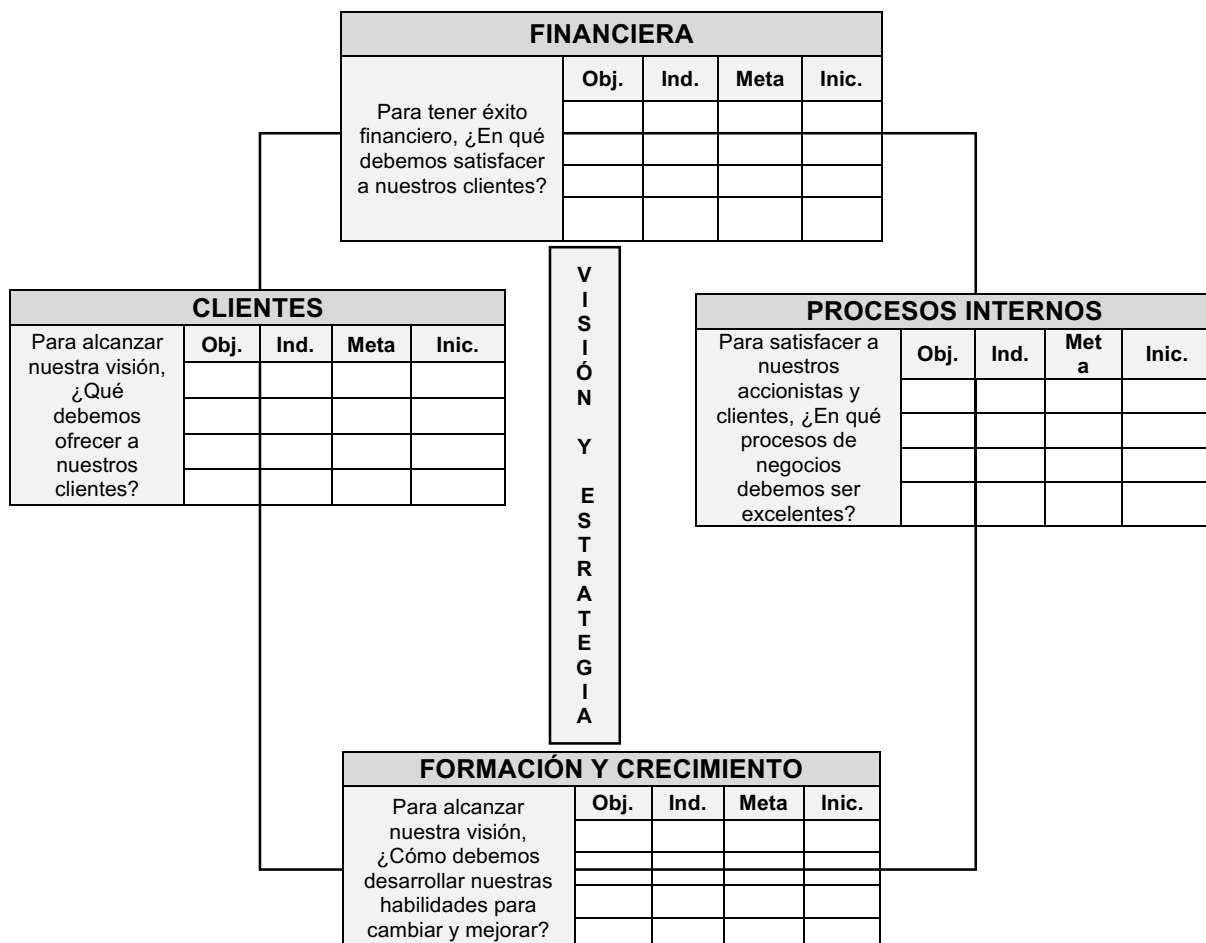 FINANCIERA
Para tener éxito
financiero, ¿En qué
debemos satisfacer
a nuestros clientes?
Obj. Ind. Meta Inic.
CLIENTES
Para alcanzar
nuestra visión,
¿Qué
debemos
ofrecer a
nuestros
clientes?
Obj. Ind. Meta Inic.
V
I
S
I
Ó
N
Y
E
S
T
R
A
T
E
G
I
A
PROCESOS INTERNOS
Para satisfacer a
nuestros
accionistas y
clientes, ¿En qué
procesos de
negocios
debemos ser
excelentes?
Obj. Ind. Met
a Inic.
FORMACIÓN Y CRECIMIENTO
Para alcanzar
nuestra visión,
¿Cómo debemos
desarrollar nuestras
habilidades para
cambiar y mejorar?
Obj. Ind. Meta Inic.